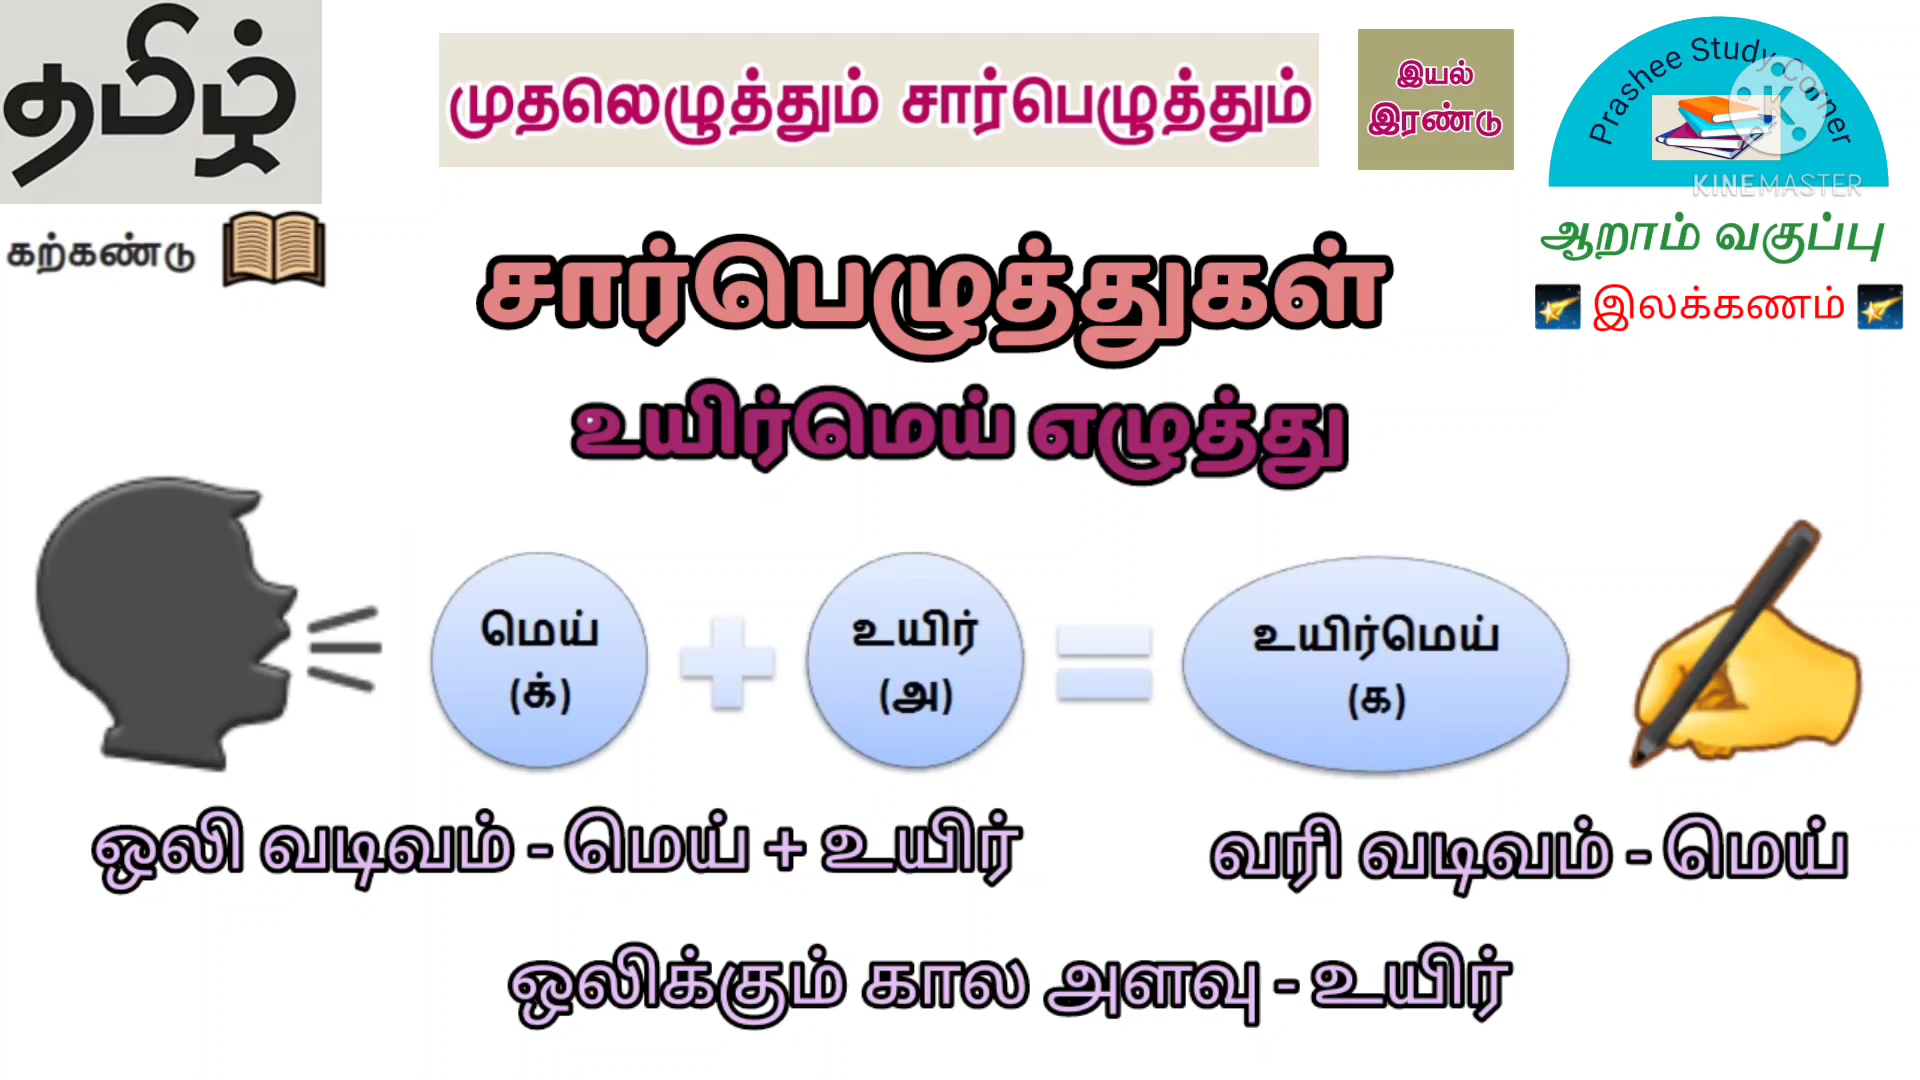 தமிழ்
முதலெழுத்தும் சார்பெழுத்தும்
இயல்
இரண்டு
Prashee Study Corner
KINEMASTER
கற்கண்டு
ஆறாம் வகுப்பு
இலக்கணம்
சார்பெழுத்துகள்
உயிர்மெய் எழுத்து
மெய்
(க்)
+
உயிர்
(அ)
=
உயிர்மெய்
(க)
ஒலி வடிவம் - மெய் + உயிர்
வரி வடிவம் - மெய்
ஒலிக்கும் கால அளவு - உயிர்